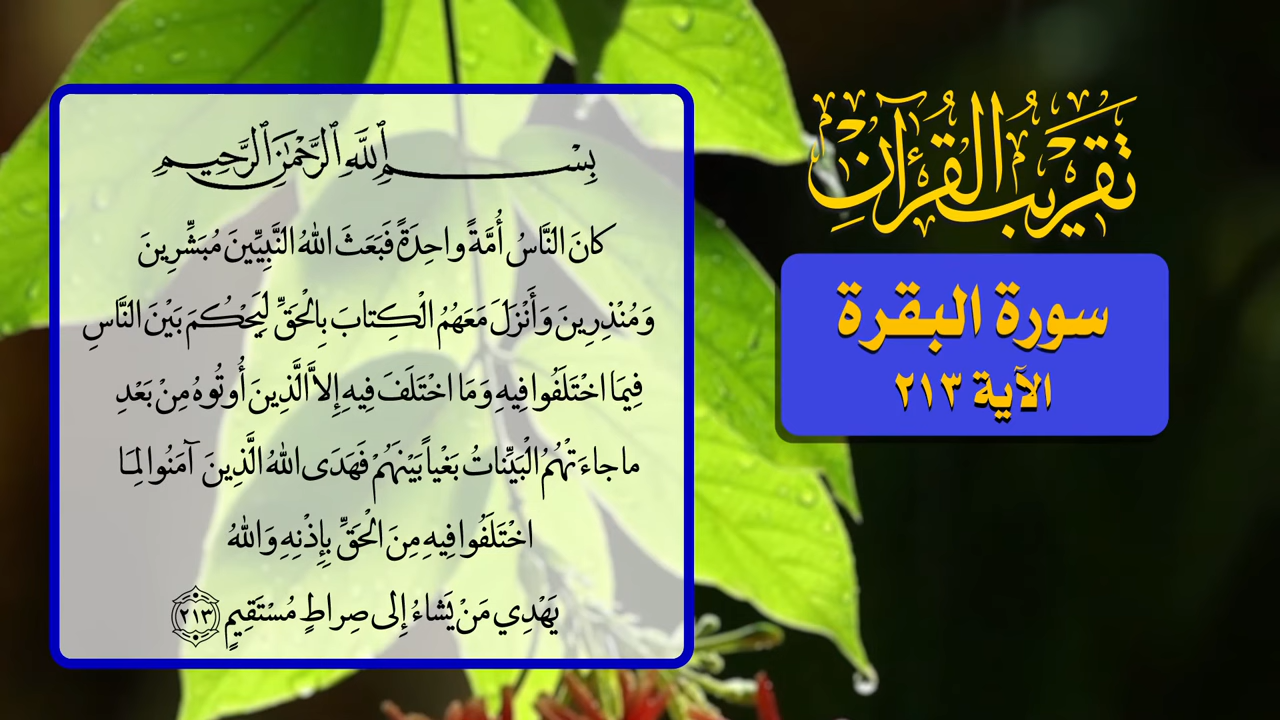 تقريب القرآن
سورة البقرة
الآية ٢١٣
بِسْمِ ٱللَّهِ ٱلرَّحْمَٰنِ ٱلرَّحِيمِ
كانَ النَّاسُ أُمَّةً واحِدَةً فَبَعَثَ اللهُ النَّبِيِّينَ مُبَشِّرِينَ
وَمُنْذِرِينَ وَأَنْزَلَ مَعَهُمُ الْكِتابَ بِالْحَقِّ لِيَحْكُمَ بَيْنَ النَّاسِ
فِيمَا اخْتَلَفُوا فِيهِ وَمَا اخْتَلَفَ فِيهِ إِلاَّ الَّذِينَ أُوتُوهُ مِنْ بَعْدِ
ما جاءَتْهُمُ الْبَيِّناتُ بَغْياً بَيْنَهُمْ فَهَدَى اللهُ الَّذِينَ آمَنُوا لِمَا
اخْتَلَفُوا فِيهِ مِنَ الْحَقِّ بِإِذْنِهِ وَاللهُ
يَهْدِي مَنْ يَشاءُ إِلى صِراطٍ مُسْتَقِيمٍ ٢١٣